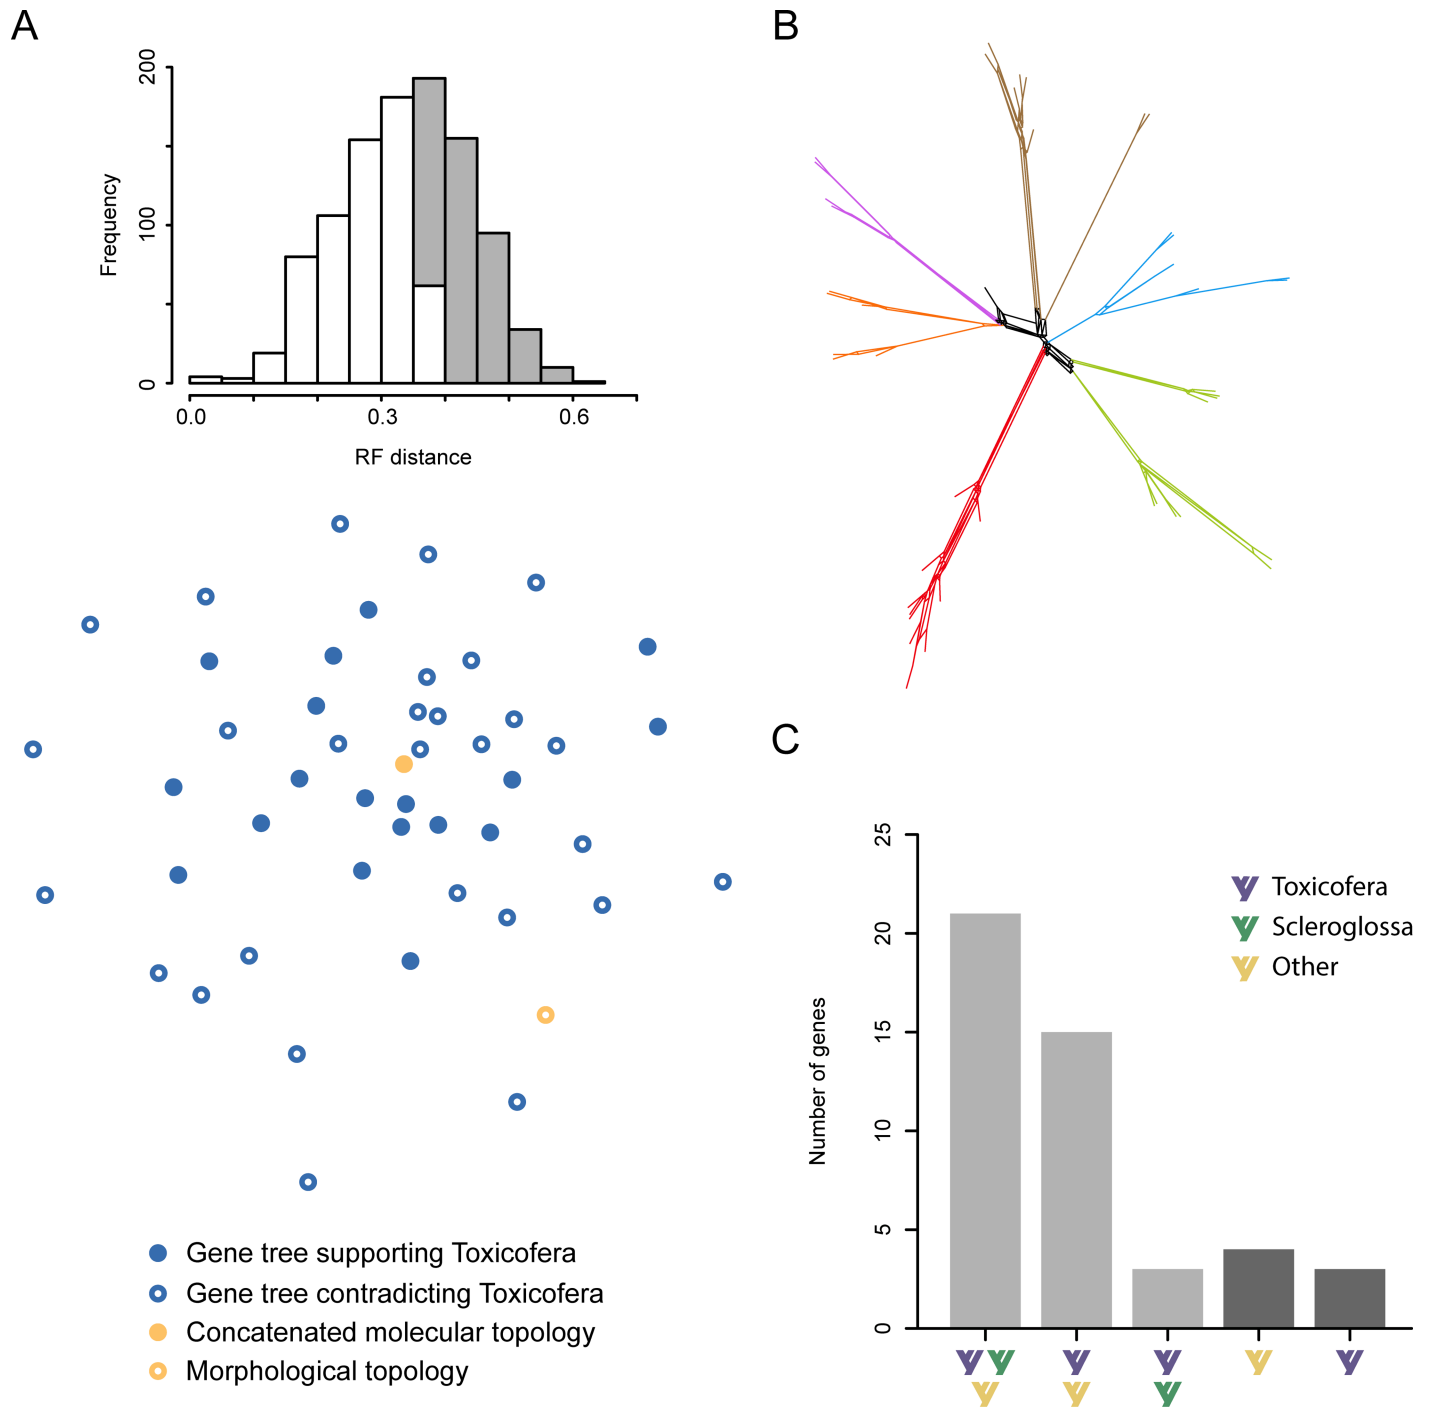 A
200
100
0
Frequency
0.0
0.3
0.6
RF distance
Gene tree supporting Toxicofera
Gene tree contradicting Toxicofera
Concatenated molecular topology
Morphological topology
B
C
25
20
15
10
5
0
Number of genes
Toxicofera
Scleroglossa
Other